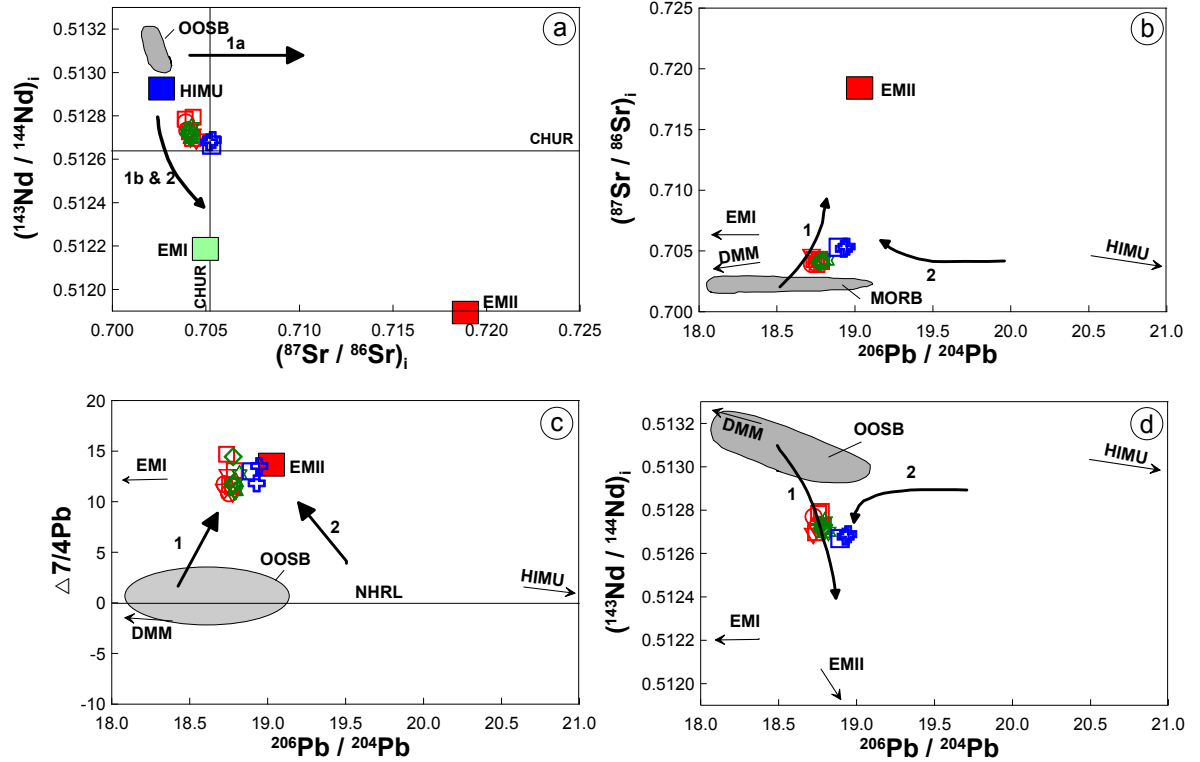 a
OOSB
1a
HIMU
CHUR
1b & 2
EMI
CHUR
EMII
0.5132
0.5130
0.5128
0.5126
0.5124
0.5122
0.5120
0.700
0.705
0.710
0.715
0.720
0.725
(¹⁴³Nd / ¹⁴⁴Nd)ᵢ
(⁸⁷Sr / ⁸⁶Sr)ᵢ
b
EMII
EMI
1
DMM
2
HIMU
MORB
0.725
0.720
0.715
0.710
0.705
0.700
18.0
18.5
19.0
19.5
20.0
20.5
21.0
(⁸⁷Sr / ⁸⁶Sr)ᵢ
²⁰⁶Pb / ²⁰⁴Pb
c
EMI
EMII
1
2
OOSB
NHRL
HIMU
DMM
20
15
10
5
0
-5
-10
18.0
18.5
19.0
19.5
20.0
20.5
21.0
△ 7/4Pb
²⁰⁶Pb / ²⁰⁴Pb
d
DMM
OOSB
HIMU
1
2
EMI
EMII
0.5132
0.5130
0.5128
0.5126
0.5124
0.5122
0.5120
18.0
18.5
19.0
19.5
20.0
20.5
21.0
(¹⁴³Nd / ¹⁴⁴Nd)ᵢ
²⁰⁶Pb / ²⁰⁴Pb